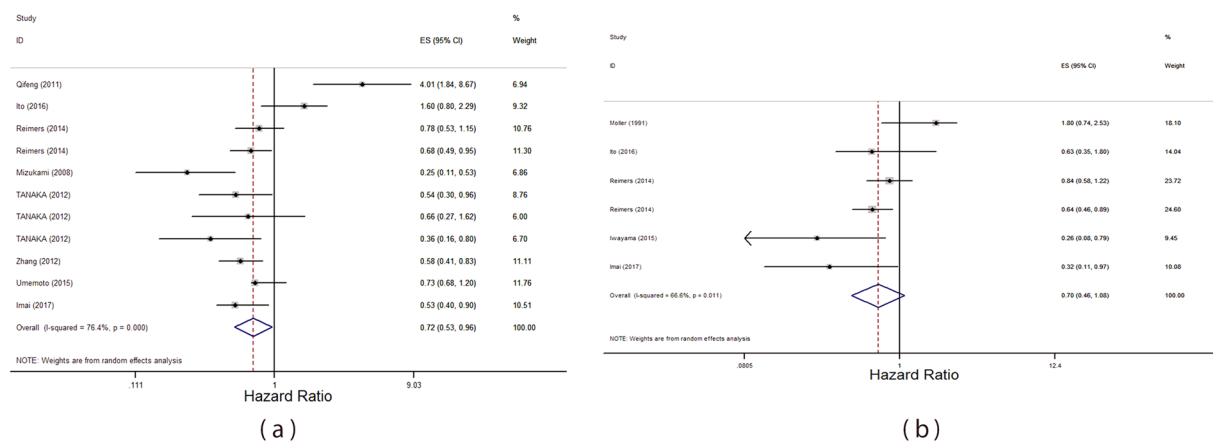 Study %
ID ES (95% CI) Weight
Qifeng (2011) 4.01 (1.84, 8.67) 6.94
Ito (2016) 1.60 (0.80, 2.29) 9.32
Reimers (2014) 0.78 (0.53, 1.15) 10.76
Reimers (2014) 0.68 (0.49, 0.95) 11.30
Mizukami (2008) 0.25 (0.11, 0.53) 6.86
TANAKA (2012) 0.54 (0.30, 0.96) 8.76
TANAKA (2012) 0.66 (0.27, 1.62) 6.00
TANAKA (2012) 0.36 (0.16, 0.80) 6.70
Zhang (2012) 0.58 (0.41, 0.83) 11.11
Umemoto (2015) 0.73 (0.68, 1.20) 11.76
Imai (2017) 0.53 (0.40, 0.90) 10.51
Overall (I-squared = 76.4%, p = 0.000) 0.72 (0.53, 0.96) 100.00
NOTE: Weights are from random effects analysis
.111 1 9.03
Hazard Ratio
(a)
Study %
ID ES (95% CI) Weight
Moller (1991) 1.80 (0.74, 2.53) 18.10
Ito (2016) 0.63 (0.35, 1.80) 14.04
Reimers (2014) 0.84 (0.58, 1.22) 23.72
Reimers (2014) 0.64 (0.46, 0.89) 24.60
Iwayama (2015) 0.26 (0.08, 0.79) 9.45
Imai (2017) 0.32 (0.11, 0.97) 10.08
Overall (I-squared = 66.6%, p = 0.011) 0.70 (0.46, 1.08) 100.00
NOTE: Weights are from random effects analysis
.0805 1 12.4
Hazard Ratio
(b)